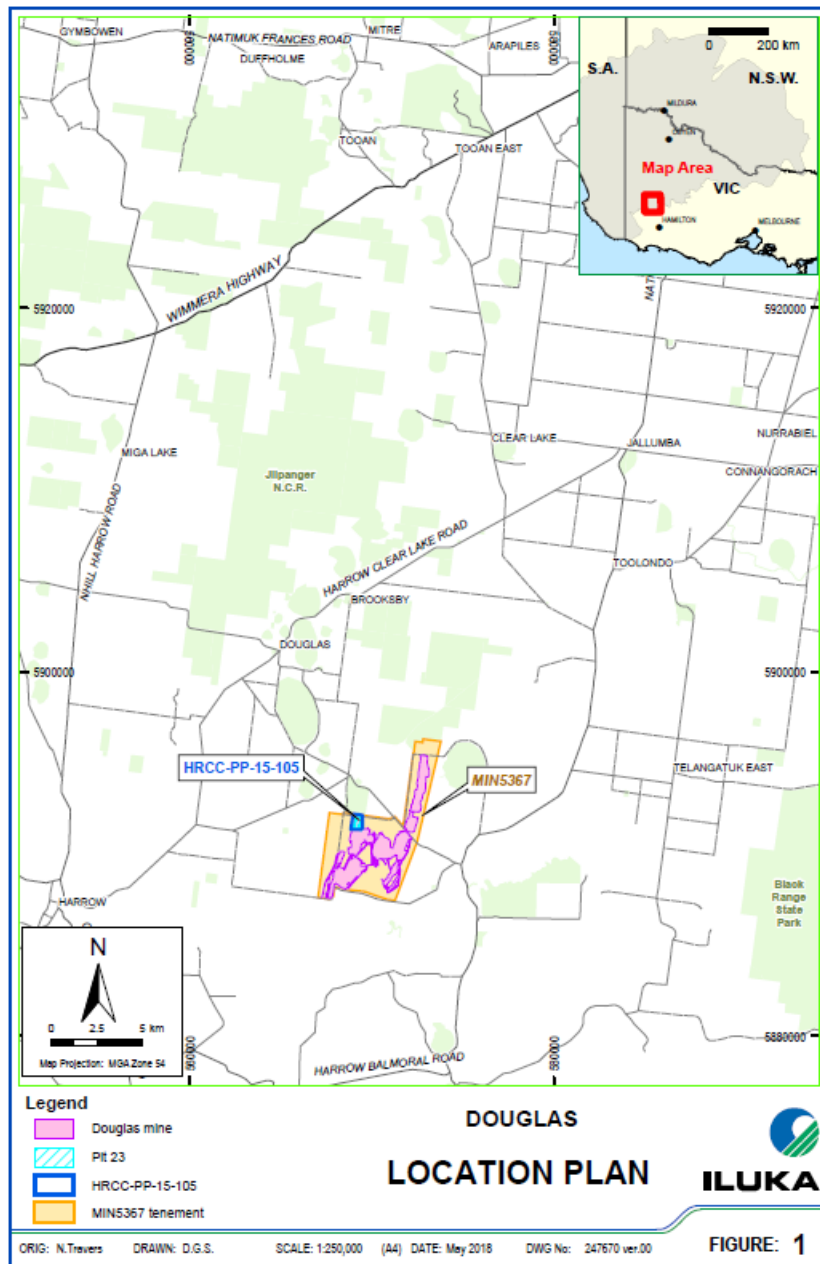 GYMBOWEN
MITRE
NATIMUK FRANCES ROAD
ARAPILES
DUFFHOLME
0 200 km
S.A.
N.S.W.
MILDURA
TOOAN
TOOAN EAST
Map Area
VIC
HAMILTON
MELBOURNE
WIMMERA HIGHWAY
5920000
5920000
CLEAR LAKE
JALLUMBA
NURRABIEL
CONNANGORACH
MIGA LAKE
Jilpanger
N.C.R.
NHILL HARROW ROAD
HARROW CLEAR LAKE ROAD
TOOLONDO
BROOKSBY
DOUGLAS
5900000
5900000
HRCC-PP-15-105
MIN5367
TELANGATUK EAST
HARROW
Black
Range
State
Park
N
0 2.5 5 km
Map Projection: MGA Zone 54
HARROW BALMORAL ROAD
5880000
Legend
Douglas mine
Pit 23
HRCC-PP-15-105
MIN5367 tenement
DOUGLAS
LOCATION PLAN
ILUKA
ORIG: N.Travers DRAWN: D.G.S. SCALE: 1:250,000 (A4) DATE: May 2018 DWG No: 247670 ver.00 FIGURE: 1